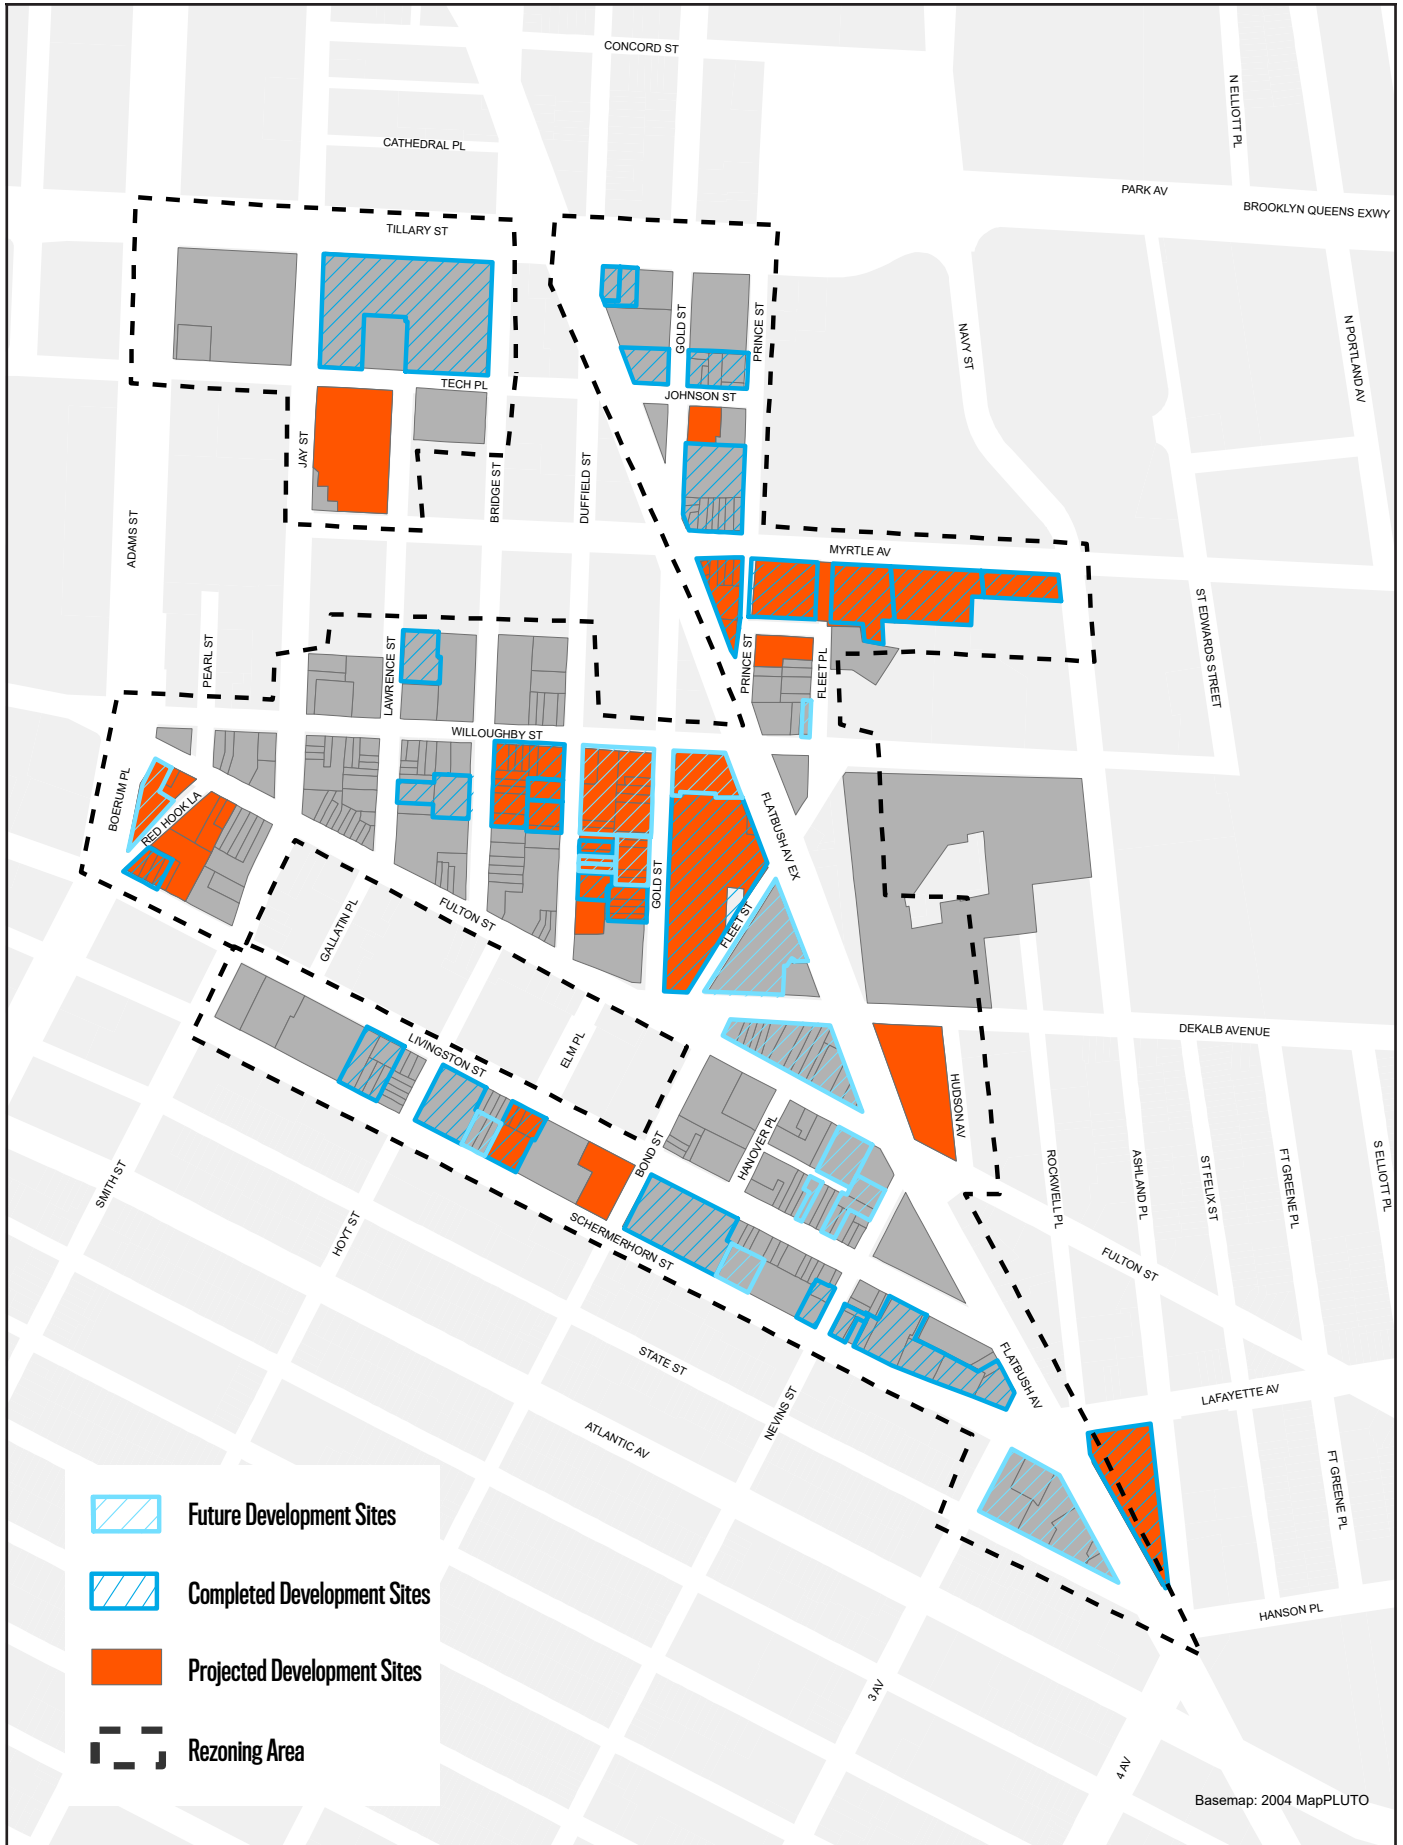 CONCORD ST
N ELLIOTT PL
CATHEDRAL PL
PARK AV
BROOKLYN QUEENS EXWY
TILLARY ST
GOLD ST
PRINCE ST
NAVY ST
N PORTLAND AV
TECH PL
JOHNSON ST
JAY ST
BRIDGE ST
DUFFIELD ST
ADAMS ST
MYRTLE AV
ST EDWARDS STREET
PEARL ST
LAWRENCE ST
PRINCE ST
FLEET PL
WILLOUGHBY ST
BOERUM PL
RED HOOK LA
FLATBUSH AV EX
GOLD ST
FLEET ST
GALLATIN PL
FULTON ST
LIVINGSTON ST
ELM PL
DEKALB AVENUE
HUDSON AV
HANOVER PL
BOND ST
SMITH ST
HOYT ST
SCHERMERHORN ST
ROCKWELL PL
ASHLAND PL
ST FELIX ST
FT GREENE PL
S ELLIOTT PL
FULTON ST
STATE ST
FLATBUSH AV
LAFAYETTE AV
NEVINS ST
ATLANTIC AV
FT GREENE PL
HANSON PL
3 AV
4 AV
Future Development Sites
Completed Development Sites
Projected Development Sites
Rezoning Area
Basemap: 2004 MapPLUTO